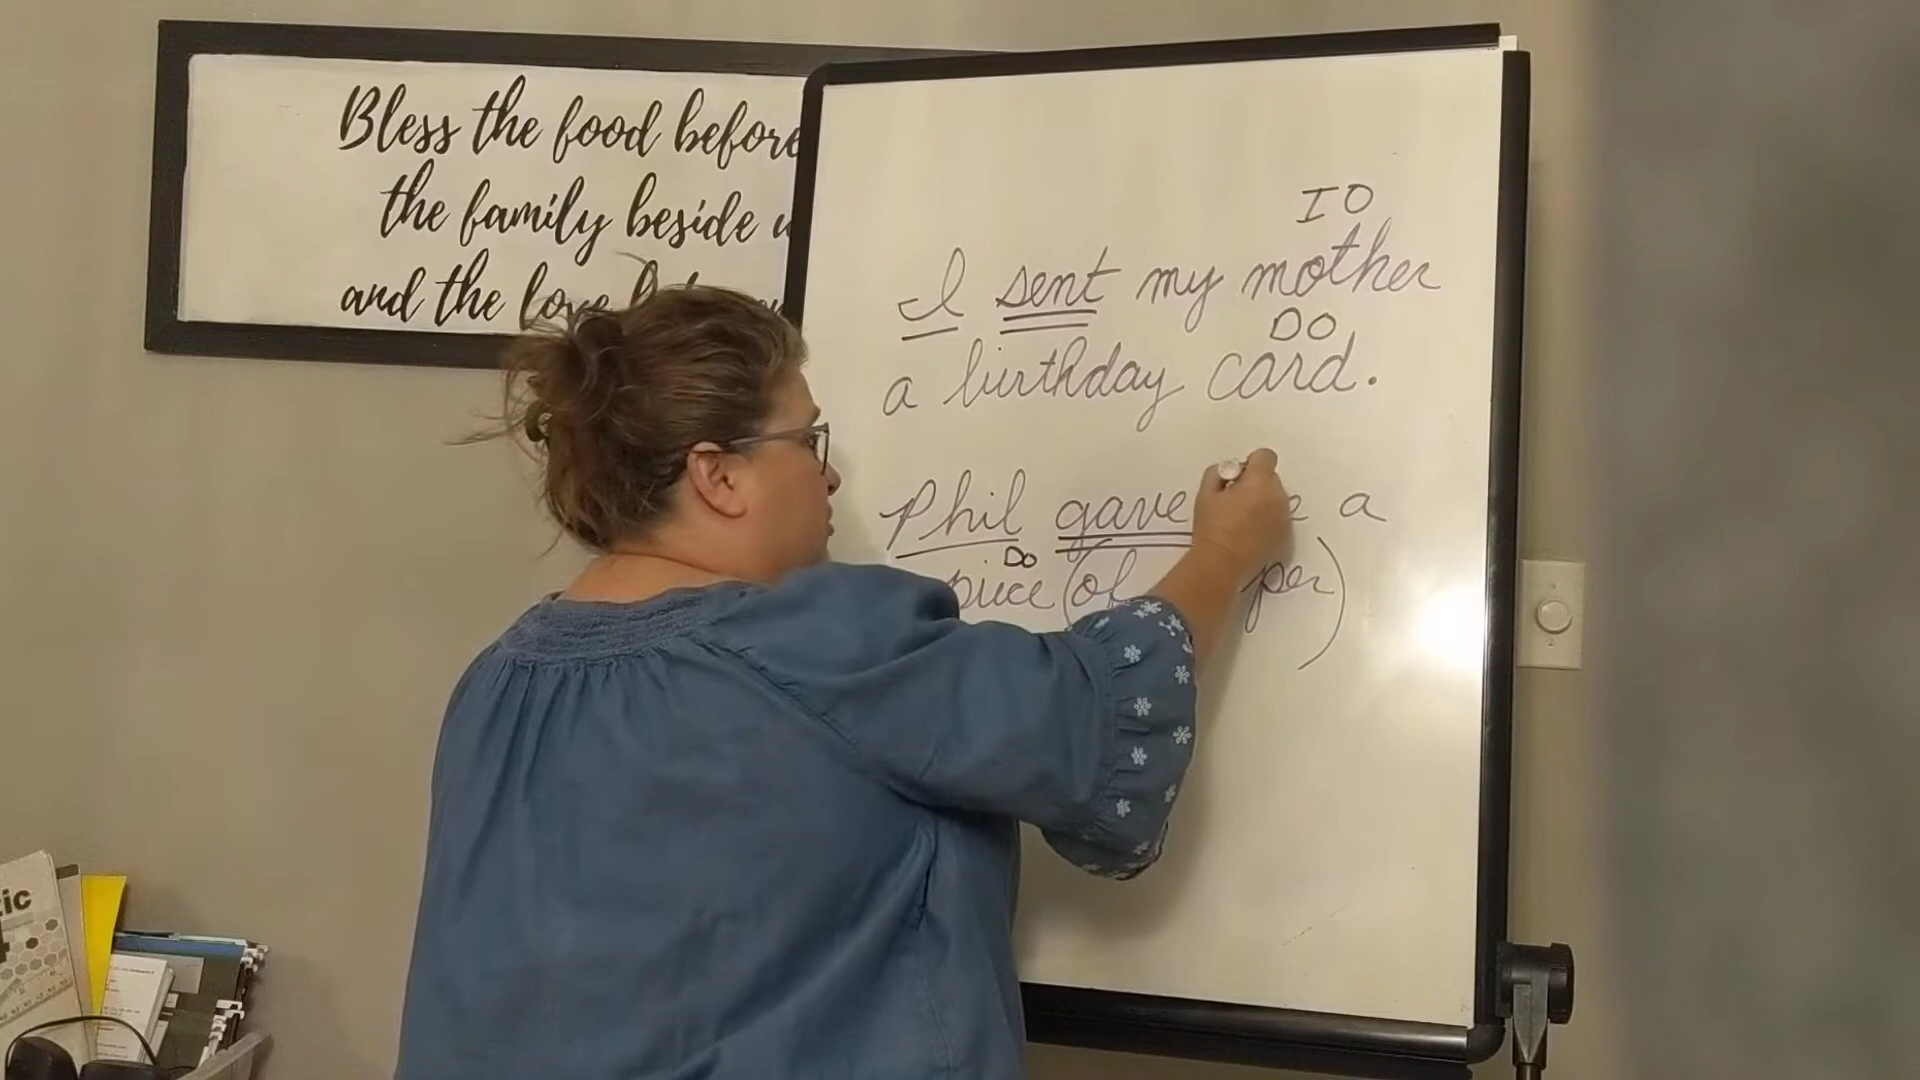 Bless the food before
the family beside
and the love
IO
I sent my mother
DO
a birthday card.
Phil gave a
DO
piece (of
tic